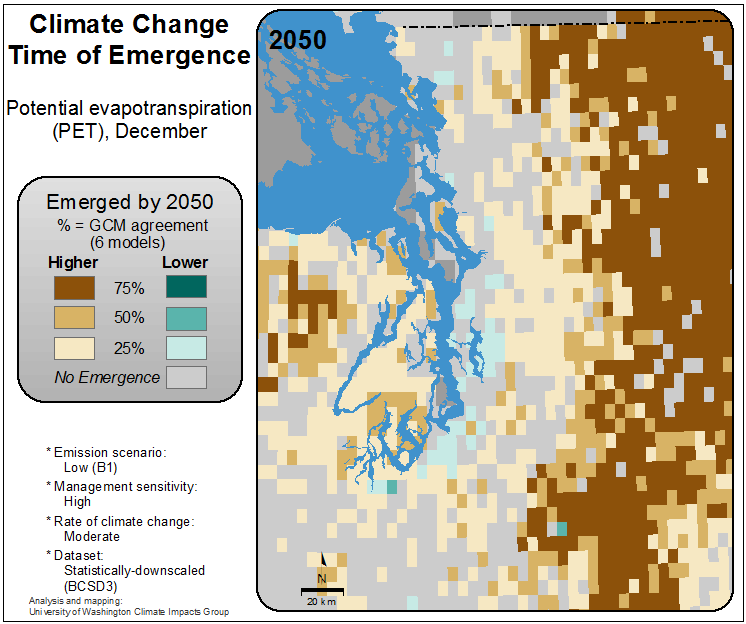 Climate Change
Time of Emergence
Potential evapotranspiration
(PET), December
Emerged by 2050
% = GCM agreement
(6 models)
Higher Lower
75%
50%
25%
No Emergence
* Emission scenario:
Low (B1)
* Management sensitivity:
High
* Rate of climate change:
Moderate
* Dataset:
Statistically-downscaled
(BCSD3)
Analysis and mapping:
University of Washington Climate Impacts Group
2050
N
20 km